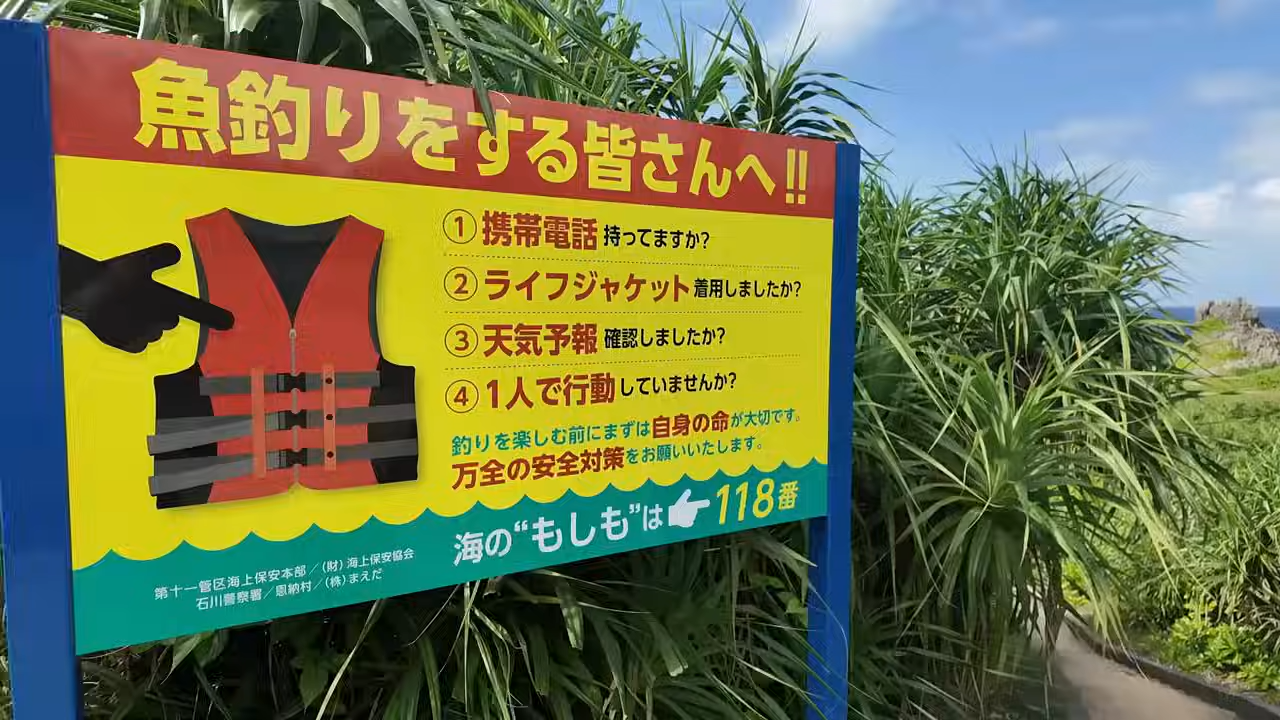 魚釣りをする皆さんへ!!
①携帯電話 持ってますか?
②ライフジャケット 着用しましたか?
③天気予報 確認しましたか?
④1人で行動していませんか?
釣りを楽しむ前にまずは自身の命が大切です。
万全の安全対策をお願いいたします。
海の“もしも”は118番
第十一管区海上保安本部/(財)海上保安協会
石川警察署/恩納村/(株)まえだ